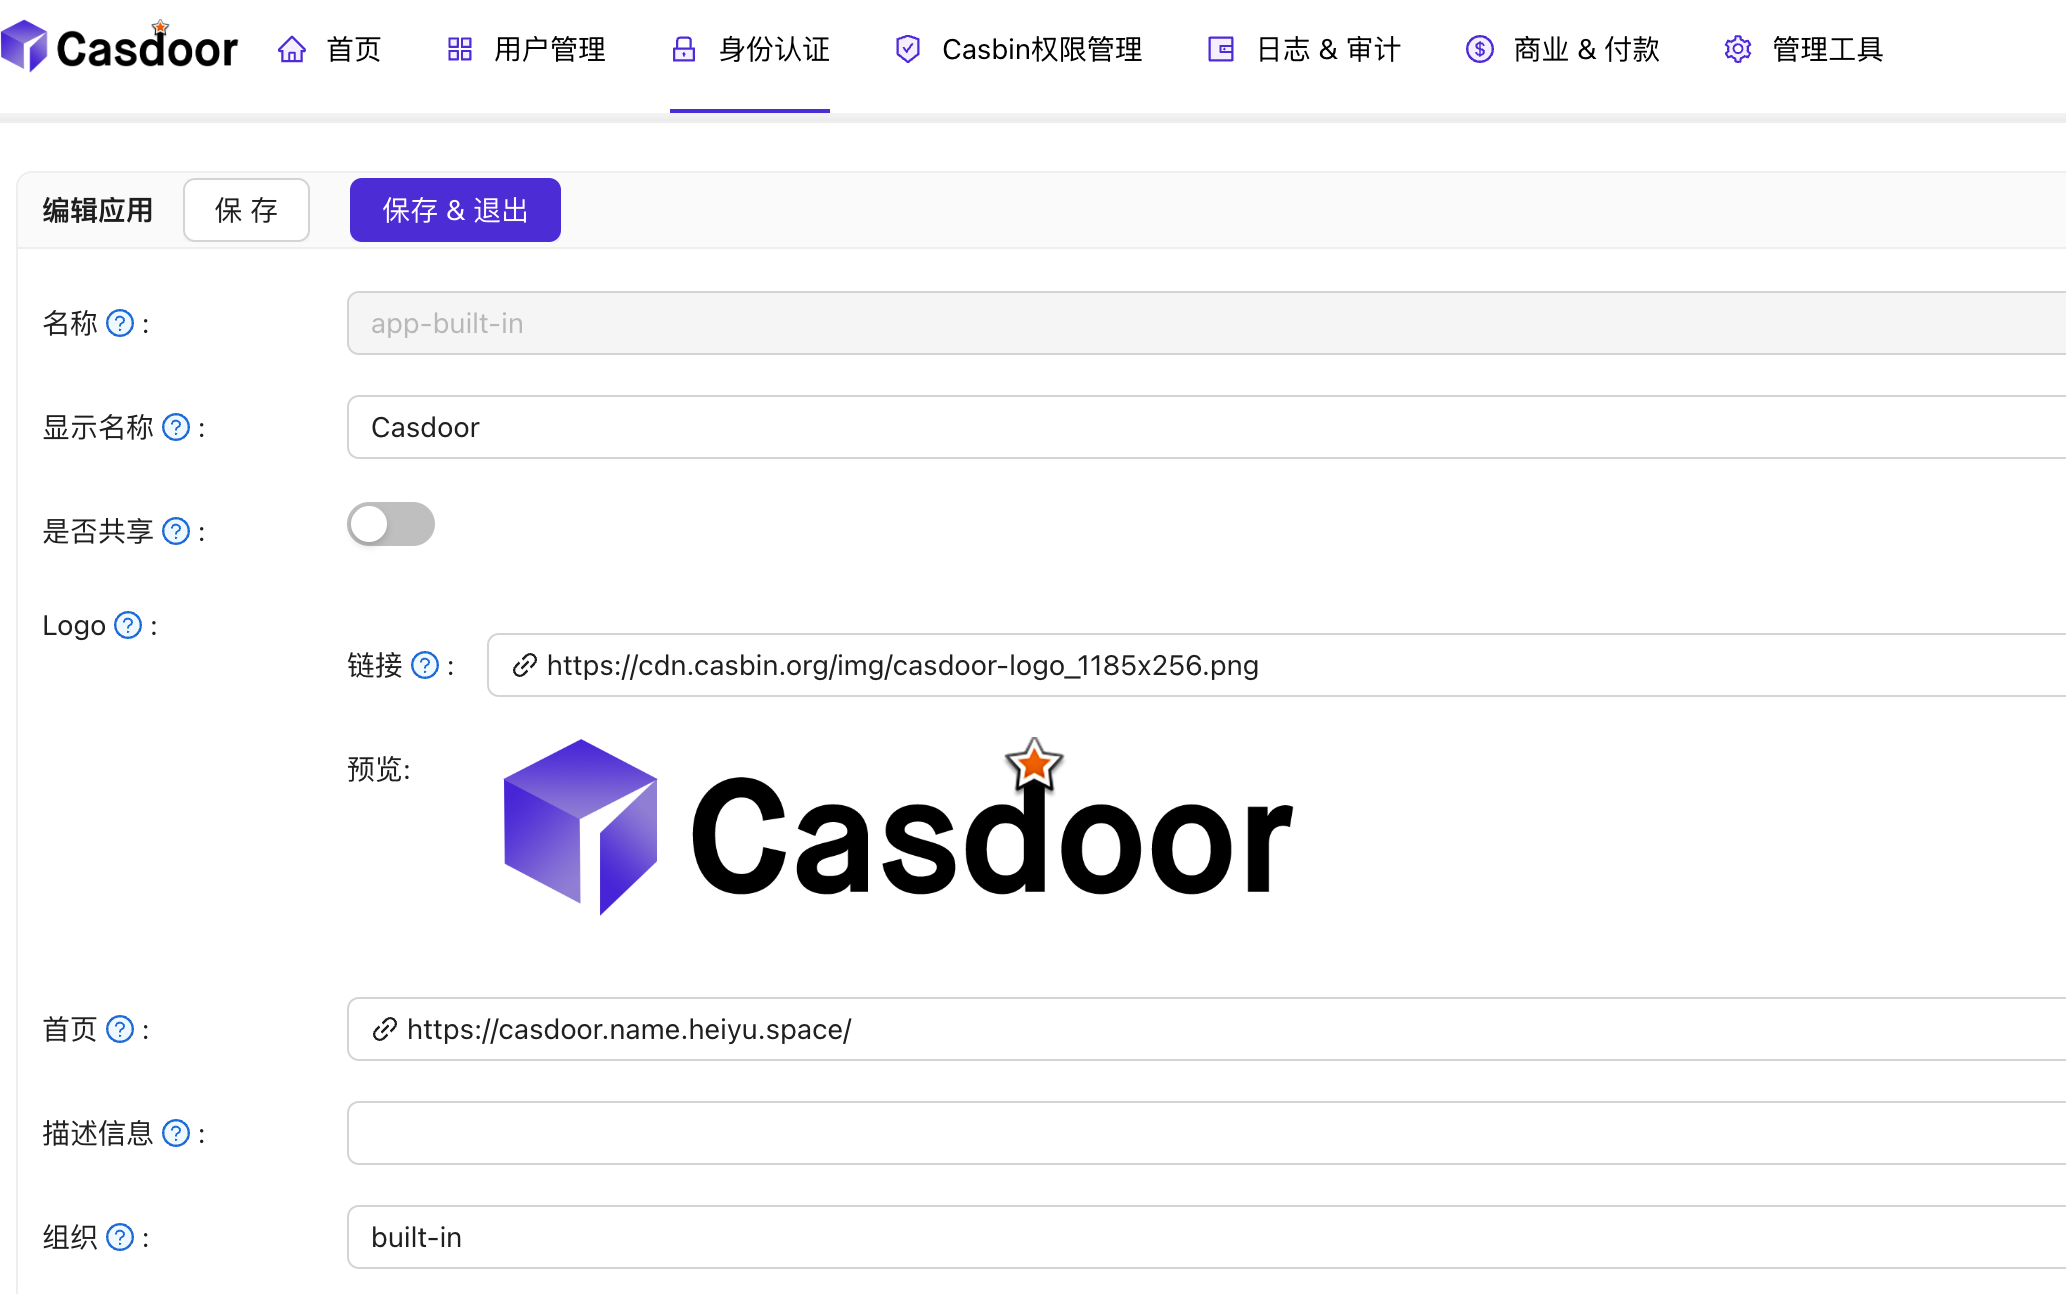 Casdoor 首页 用户管理 身份认证 Casbin权限管理 日志 & 审计 商业 & 付款 管理工具
编辑应用 保 存 保存 & 退出
名称 ? : app-built-in
显示名称 ? : Casdoor
是否共享 ? :
Logo ? :
链接 ? : https://cdn.casbin.org/img/casdoor-logo_1185x256.png
预览:
Casdoor
首页 ? : https://casdoor.name.heiyu.space/
描述信息 ? :
组织 ? : built-in